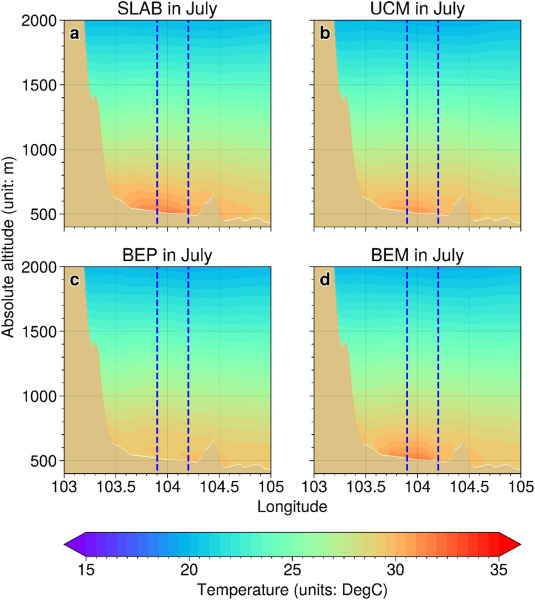 SLAB in July
UCM in July
2000
a
b
1500
1000
500
BEP in July
BEM in July
2000
c
d
1500
1000
500
103
103.5
104
104.5
105
103
103.5
104
104.5
105
Absolute altitude (unit: m)
Longitude
15
20
25
30
35
Temperature (units: DegC)